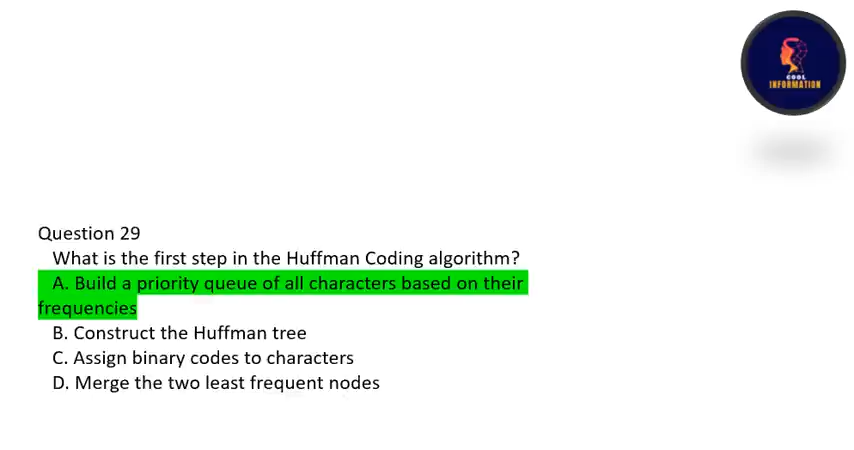 COOL
INFORMATION
Question 29
What is the first step in the Huffman Coding algorithm?
A. Build a priority queue of all characters based on their
frequencies
B. Construct the Huffman tree
C. Assign binary codes to characters
D. Merge the two least frequent nodes